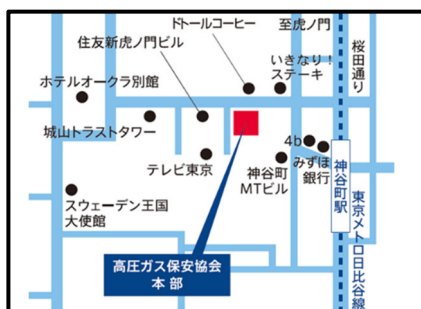 ドトールコーヒー
至虎ノ門
住友新虎ノ門ビル
いきなり!
ステーキ
桜田通り
ホテルオークラ別館
城山トラストタワー
4b
みずほ
銀行
テレビ東京
神谷町
MTビル
神谷町駅
スウェーデン王国
大使館
東京メトロ日比谷線
高圧ガス保安協会
本部